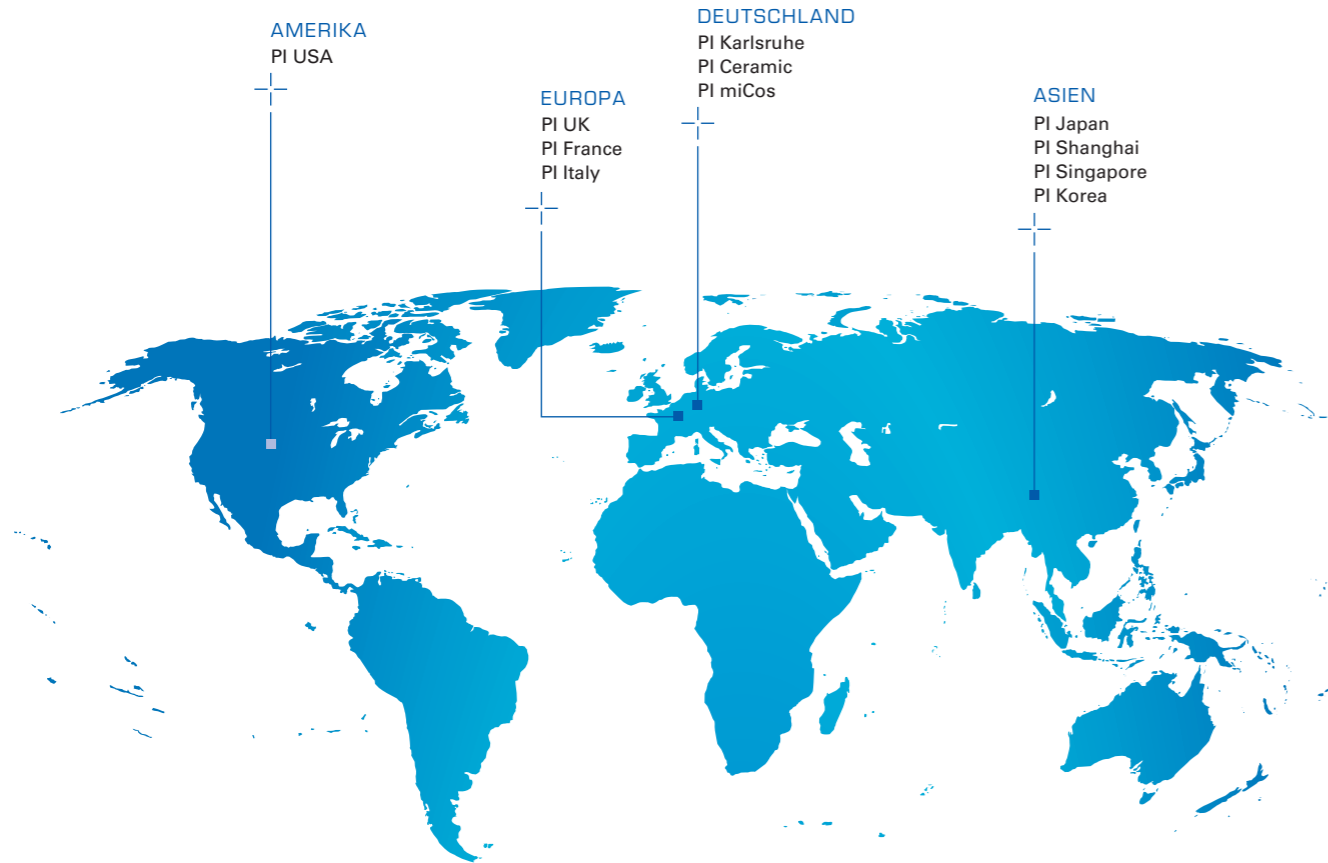 AMERIKA
PI USA
EUROPA
PI UK
PI France
PI Italy
DEUTSCHLAND
PI Karlsruhe
PI Ceramic
PI miCos
ASIEN
PI Japan
PI Shanghai
PI Singapore
PI Korea